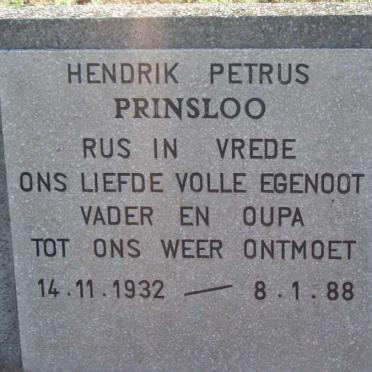 HENDRIK PETRUS
PRINSLOO
RUS IN VREDE
ONS LIEFDE VOLLE EGENOOT
VADER EN OUPA
TOT ONS WEER ONTMOET
14.11.1932 — 8.1.88